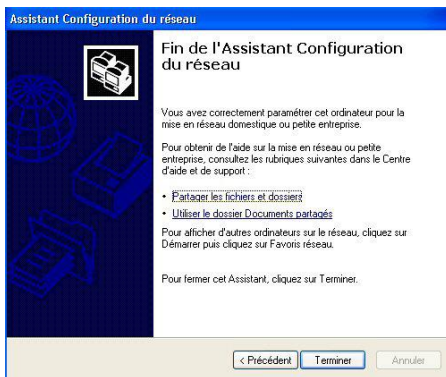 Assistant Configuration du réseau
Fin de l'Assistant Configuration
du réseau
Vous avez correctement paramétré cet ordinateur pour la
mise en réseau domestique ou petite entreprise.
Pour obtenir de l'aide sur la mise en réseau ou petite
entreprise, consultez les rubriques suivantes dans le Centre
d'aide et de support :
• Partager les fichiers et dossiers
• Utiliser le dossier Documents partagés
Pour afficher d'autres ordinateurs sur le réseau, cliquez sur
Démarrer puis cliquez sur Favoris réseau.
Pour fermer cet Assistant, cliquez sur Terminer.
< Précédent Terminer Annuler